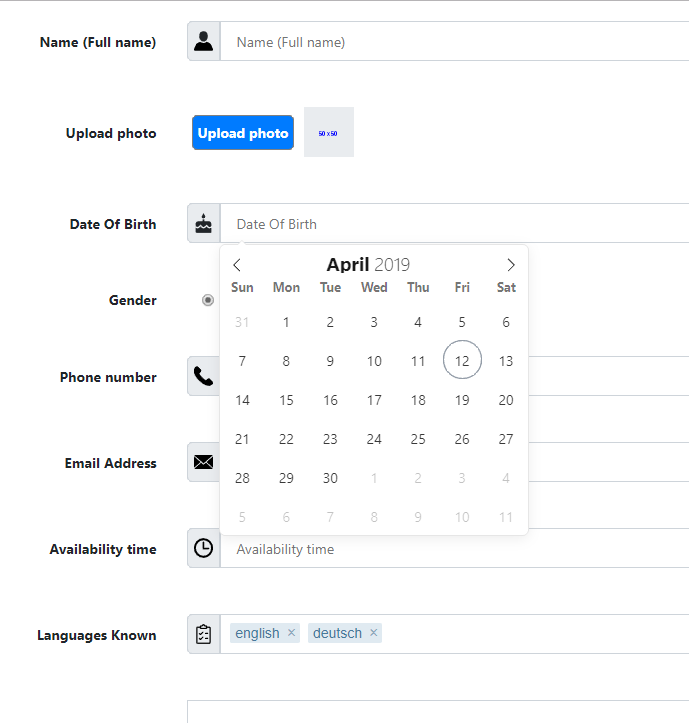 Name (Full name) Name (Full name)
Upload photo Upload photo 50 x 50
Date Of Birth Date Of Birth
April 2019
Sun Mon Tue Wed Thu Fri Sat
Gender
31 1 2 3 4 5 6
Phone number
7 8 9 10 11 12 13
14 15 16 17 18 19 20
Email Address
21 22 23 24 25 26 27
28 29 30 1 2 3 4
5 6 7 8 9 10 11
Availability time Availability time
Languages Known english × deutsch ×